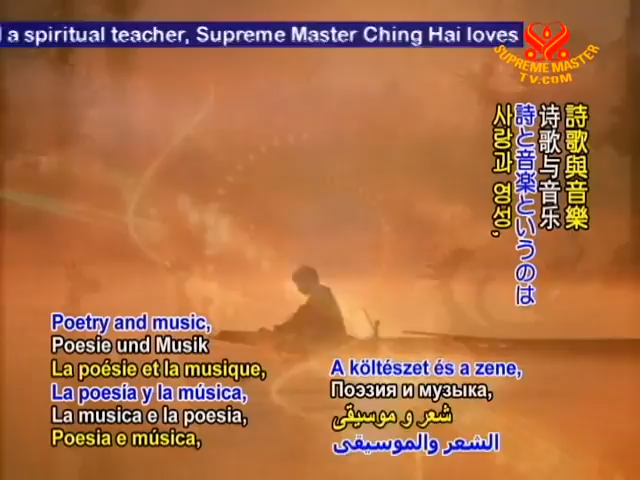 a spiritual teacher, Supreme Master Ching Hai loves
SUPREME MASTER
TV.COM
詩歌與音樂
诗歌与音乐
詩と音楽というのは
사랑과 영성,
Poetry and music,
Poesie und Musik
La poésie et la musique,
La poesía y la música,
La musica e la poesia,
Poesia e música,
A költészet és a zene,
Поэзия и музыка,
شعر و موسیقی
الشعر والموسيقى